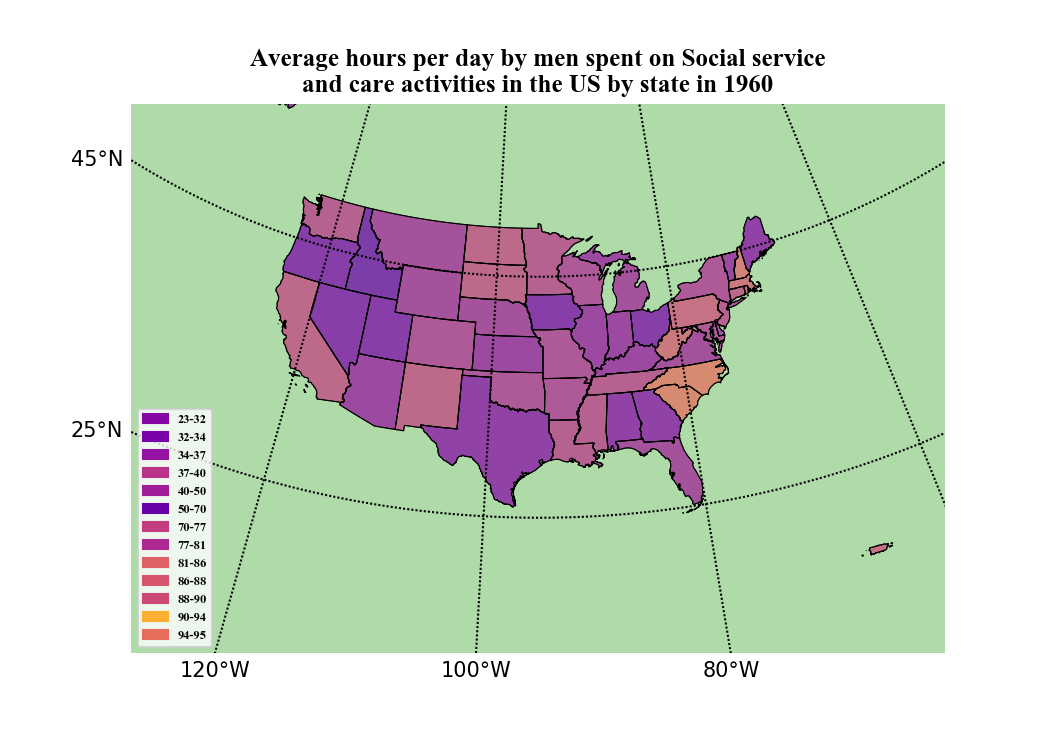 Average hours per day by men spent on Social service
and care activities in the US by state in 1960
45°N
25°N
23-32
32-34
34-37
37-40
40-50
50-70
70-77
77-81
81-86
86-88
88-90
90-94
94-95
120°W
100°W
80°W